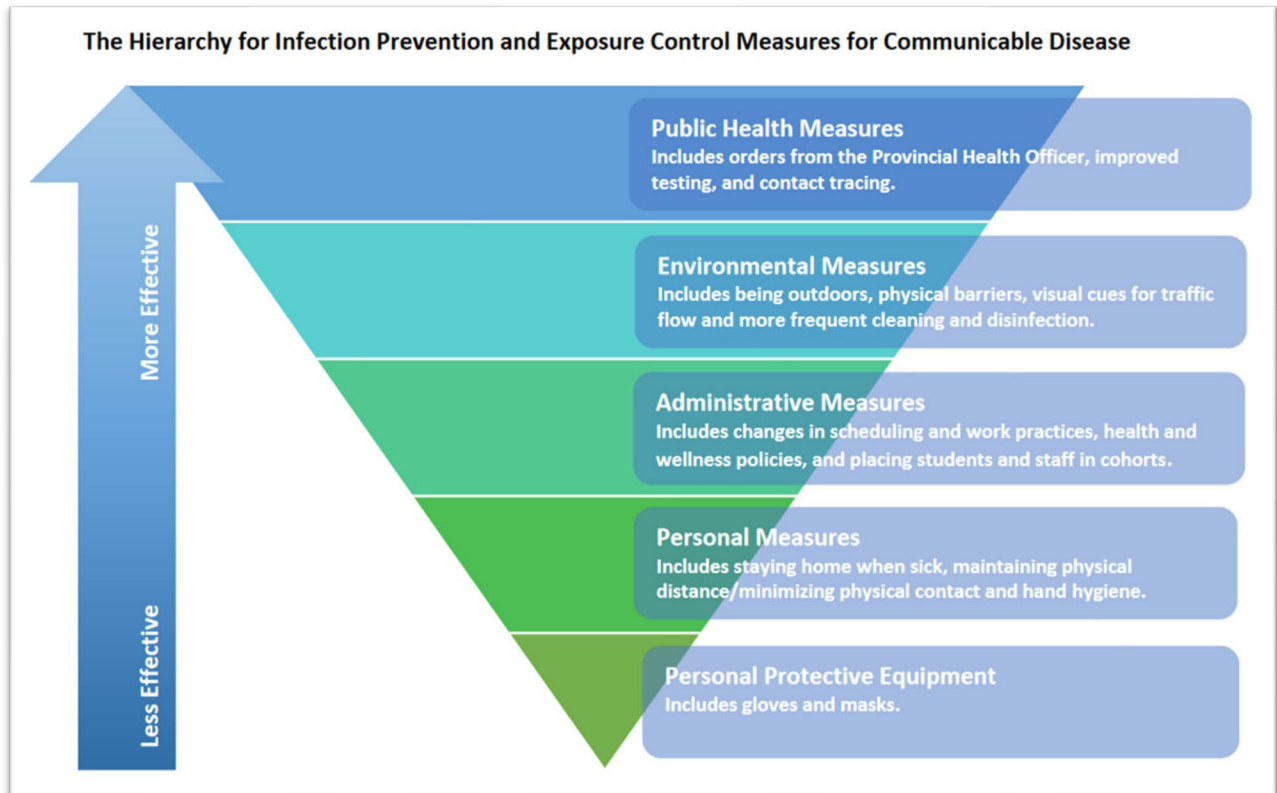 The Hierarchy for Infection Prevention and Exposure Control Measures for Communicable Disease
More Effective
Less Effective
Public Health Measures
Includes orders from the Provincial Health Officer, improved
testing, and contact tracing.
Environmental Measures
Includes being outdoors, physical barriers, visual cues for traffic
flow and more frequent cleaning and disinfection.
Administrative Measures
Includes changes in scheduling and work practices, health and
wellness policies, and placing students and staff in cohorts.
Personal Measures
Includes staying home when sick, maintaining physical
distance/minimizing physical contact and hand hygiene.
Personal Protective Equipment
Includes gloves and masks.